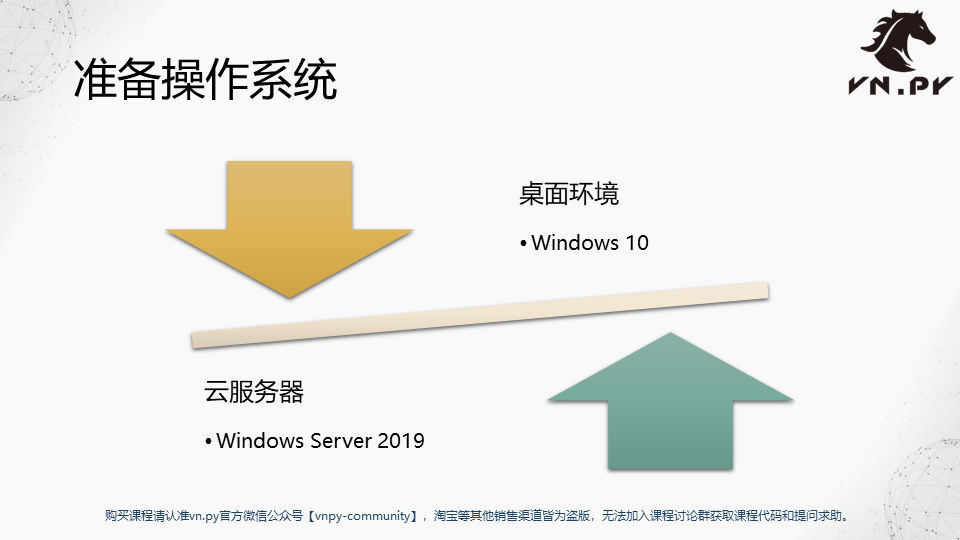 准备操作系统
VN.PY
桌面环境
•Windows 10
云服务器
•Windows Server 2019
购买课程请认准vn.py官方微信公众号【vnpy-community】，淘宝等其他销售渠道皆为盗版，无法加入课程讨论群获取课程代码和提问求助。